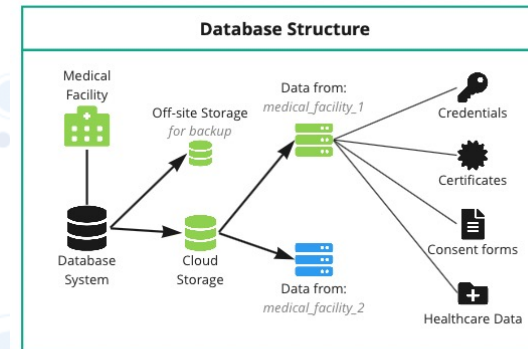 Database Structure
Medical
Facility
Off-site Storage
for backup
Data from:
medical_facility_1
Credentials
Certificates
Database
System
Cloud
Storage
Data from:
medical_facility_2
Consent forms
Healthcare Data